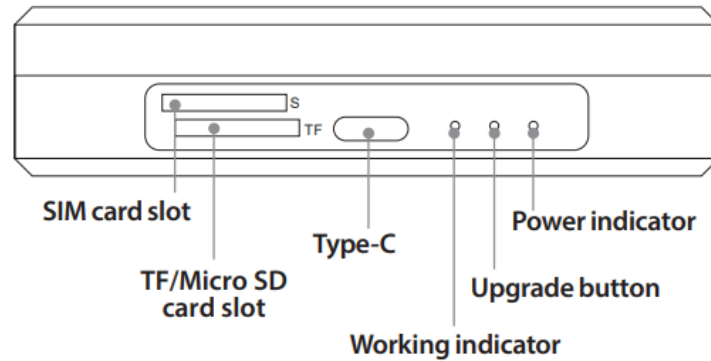 S
TF
SIM card slot
Type-C
Power indicator
TF/Micro SD
card slot
Upgrade button
Working indicator